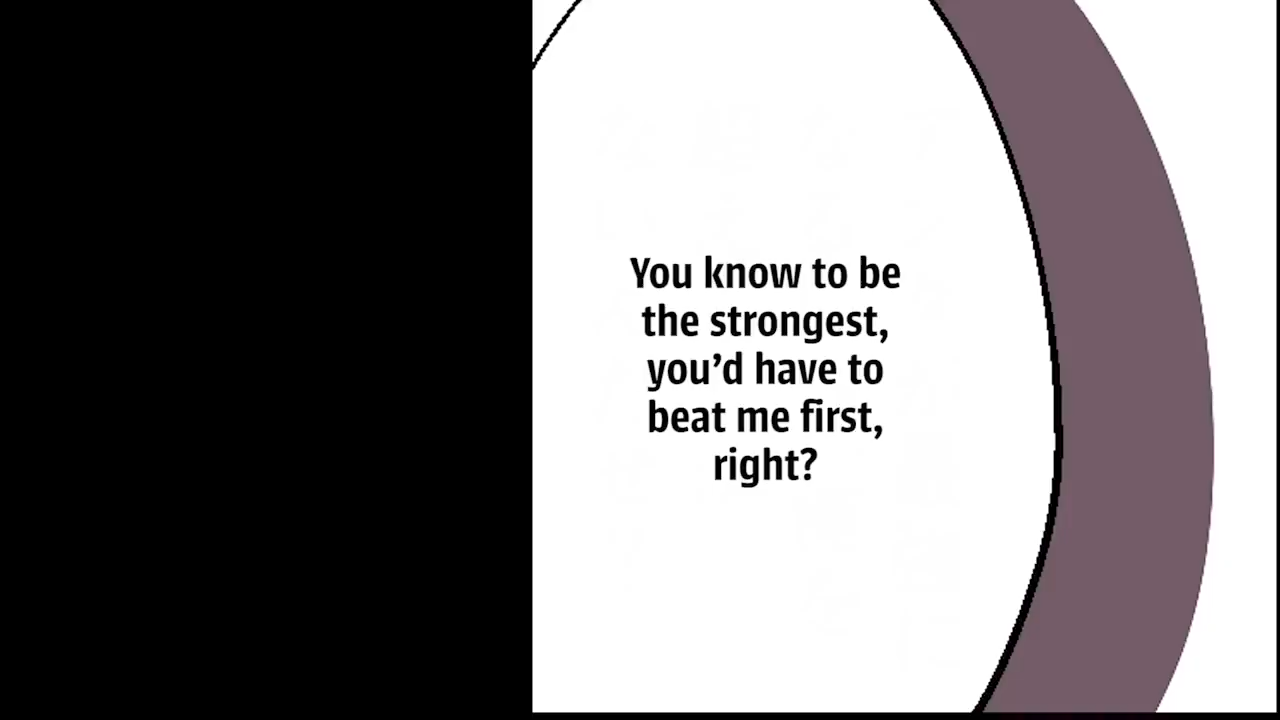 You know to be
the strongest,
you'd have to
beat me first,
right?